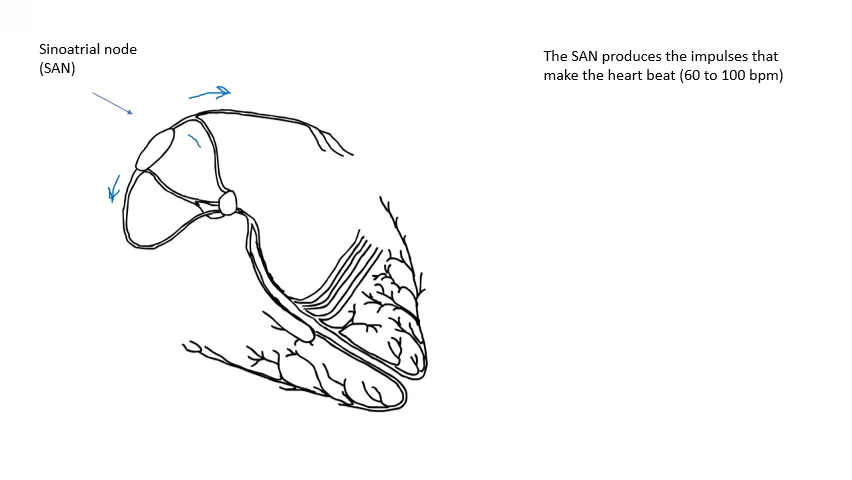 Sinoatrial node
(SAN)
The SAN produces the impulses that
make the heart beat (60 to 100 bpm)